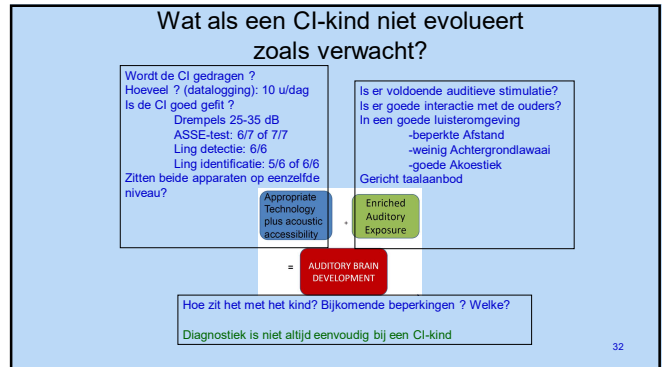 Wat als een CI-kind niet evolueert
zoals verwacht?
Wordt de CI gedragen ?
Hoeveel ? (datalogging): 10 u/dag
Is de CI goed gefit ?
Drempels 25-35 dB
ASSE-test: 6/7 of 7/7
Ling detectie: 6/6
Ling identificatie: 5/6 of 6/6
Zitten beide apparaten op eenzelfde
niveau?
Is er voldoende auditieve stimulatie?
Is er goede interactie met de ouders?
In een goede luisteromgeving
-beperkte Afstand
-weinig Achtergrondlawaai
-goede Akoestiek
Gericht taalaanbod
Appropriate
Technology
plus acoustic
accessibility
+
Enriched
Auditory
Exposure
=
AUDITORY BRAIN
DEVELOPMENT
Hoe zit het met het kind? Bijkomende beperkingen ? Welke?
Diagnostiek is niet altijd eenvoudig bij een CI-kind
32